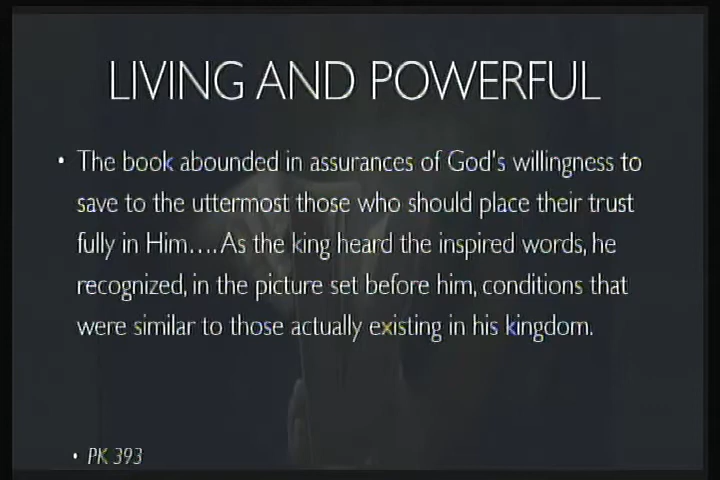 LIVING AND POWERFUL
• The book abounded in assurances of God's willingness to
save to the uttermost those who should place their trust
fully in Him….As the king heard the inspired words, he
recognized, in the picture set before him, conditions that
were similar to those actually existing in his kingdom.
• PK 393